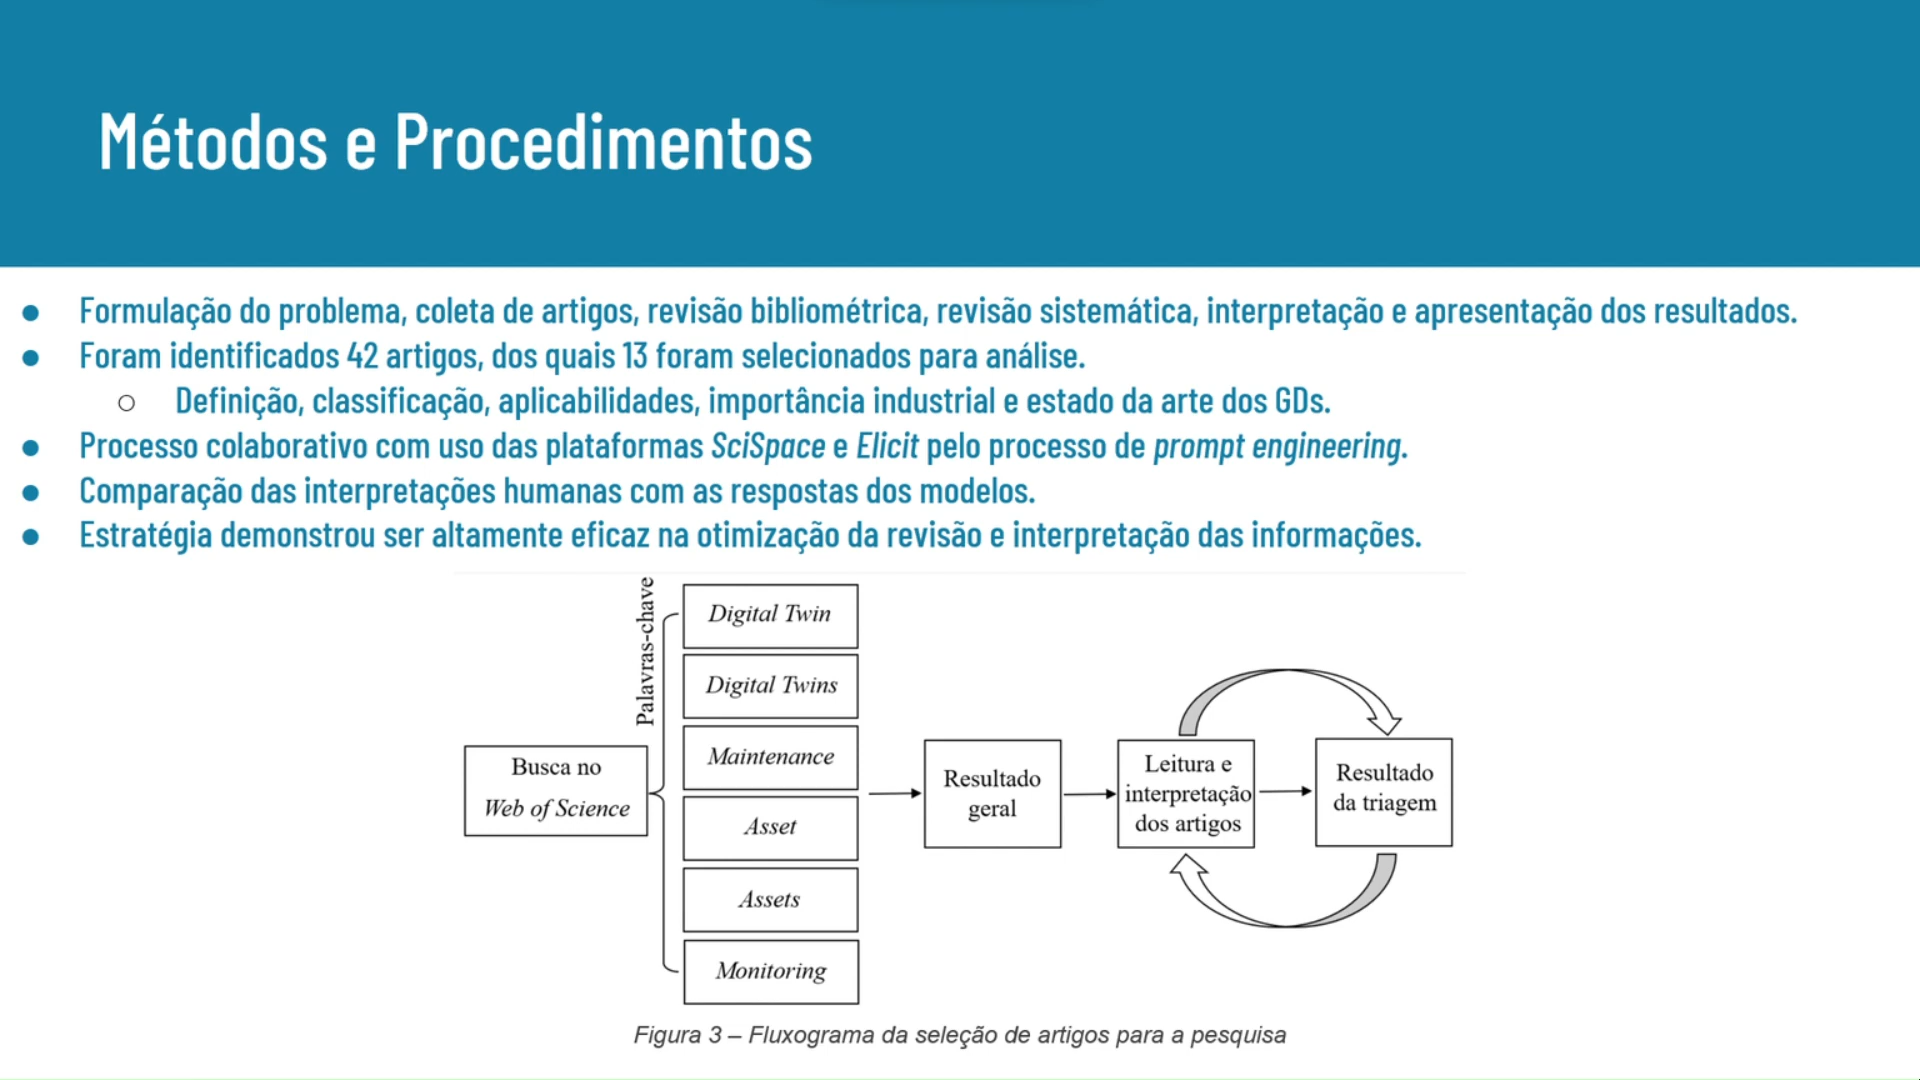 Métodos e Procedimentos
● Formulação do problema, coleta de artigos, revisão bibliométrica, revisão sistemática, interpretação e apresentação dos resultados.
● Foram identificados 42 artigos, dos quais 13 foram selecionados para análise.
○ Definição, classificação, aplicabilidades, importância industrial e estado da arte dos GDs.
● Processo colaborativo com uso das plataformas SciSpace e Elicit pelo processo de prompt engineering.
● Comparação das interpretações humanas com as respostas dos modelos.
● Estratégia demonstrou ser altamente eficaz na otimização da revisão e interpretação das informações.
Busca no
Web of Science
Palavras-chave
Digital Twin
Digital Twins
Maintenance
Asset
Assets
Monitoring
Resultado
geral
Leitura e
interpretação
dos artigos
Resultado
da triagem
Figura 3 – Fluxograma da seleção de artigos para a pesquisa